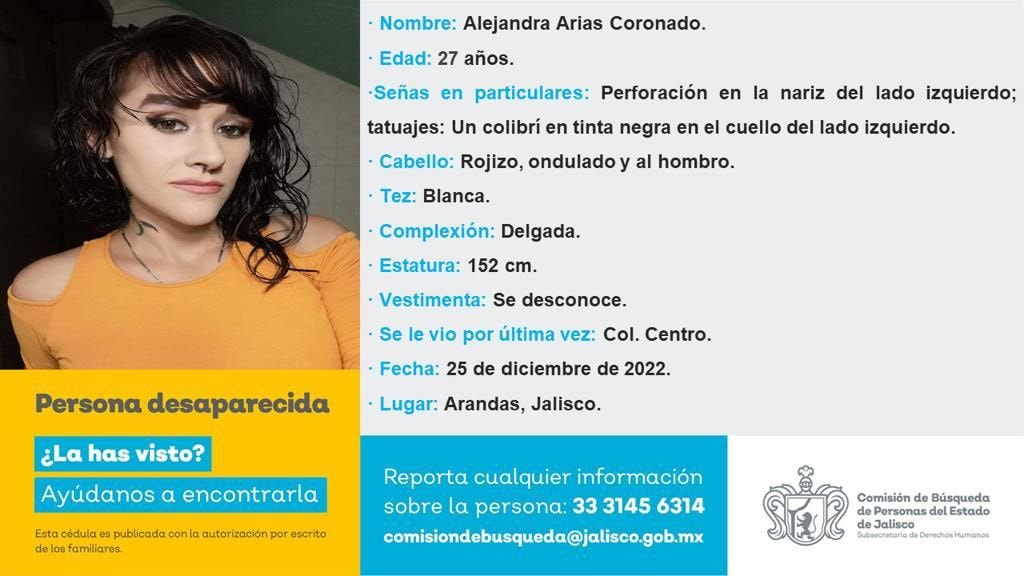 · Nombre: Alejandra Arias Coronado.
· Edad: 27 años.
·Señas en particulares: Perforación en la nariz del lado izquierdo;
tatuajes: Un colibrí en tinta negra en el cuello del lado izquierdo.
· Cabello: Rojizo, ondulado y al hombro.
· Tez: Blanca.
· Complexión: Delgada.
· Estatura: 152 cm.
· Vestimenta: Se desconoce.
· Se le vio por última vez: Col. Centro.
· Fecha: 25 de diciembre de 2022.
· Lugar: Arandas, Jalisco.
Persona desaparecida
¿La has visto?
Ayúdanos a encontrarla
Esta cédula es publicada con la autorización por escrito
de los familiares.
Reporta cualquier información
sobre la persona: 33 3145 6314
comisiondebusqueda@jalisco.gob.mx
Comisión de Búsqueda
de Personas del Estado
de Jalisco
Subsecretaría de Derechos Humanos